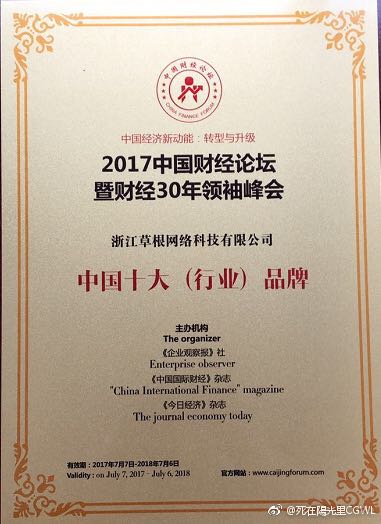 中国财经论坛
CHINA FINANCE FORUM
中国经济新动能：转型与升级
2017中国财经论坛
暨财经30年领袖峰会
浙江草根网络科技有限公司
中国十大（行业）品牌
主办机构
The organizer
《企业观察报》社
Enterprise observer
《中国国际财经》杂志
"China International Finance" magazine
《今日经济》杂志
The journal economy today
有效期：2017年7月7日-2018年7月6日
官方网站：www.caijingforum.com
Validity : on July 7, 2017 - July 6, 2018
@死在阳光里CGWL